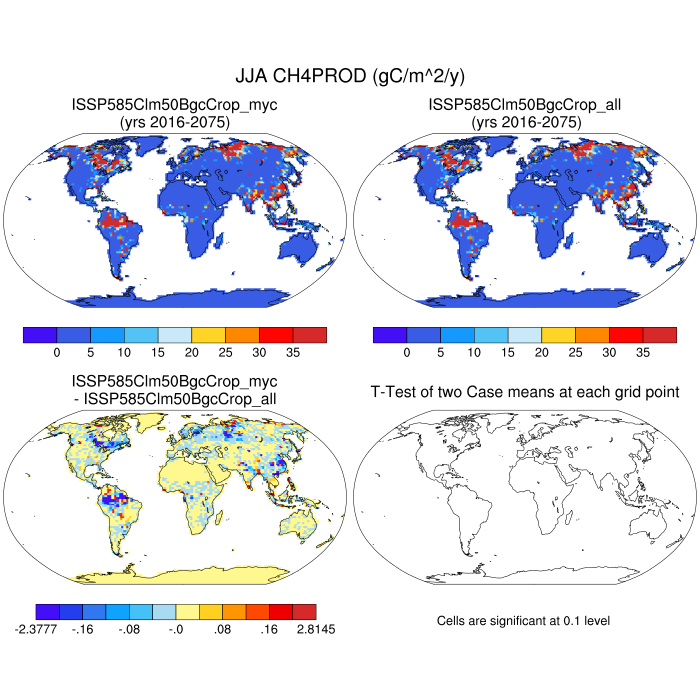 JJA CH4PROD (gC/m^2/y)
ISSP585Clm50BgcCrop_myc
(yrs 2016-2075)
ISSP585Clm50BgcCrop_all
(yrs 2016-2075)
0 5 10 15 20 25 30 35
0 5 10 15 20 25 30 35
ISSP585Clm50BgcCrop_myc
- ISSP585Clm50BgcCrop_all
T-Test of two Case means at each grid point
-2.3777 -.16 -.08 -.0 .08 .16 2.8145
Cells are significant at 0.1 level